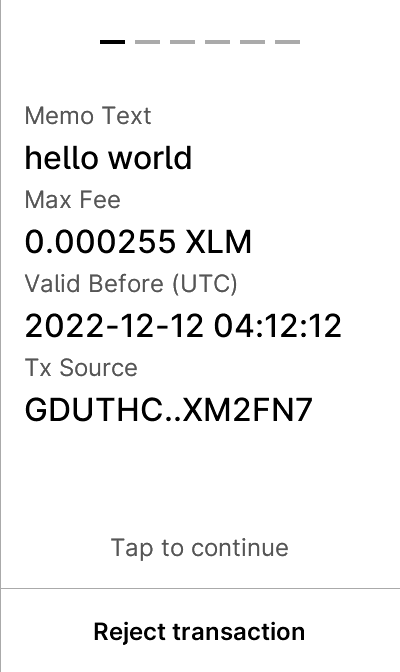 Memo Text
hello world
Max Fee
0.000255 XLM
Valid Before (UTC)
2022-12-12 04:12:12
Tx Source
GDUTHC..XM2FN7
Tap to continue
Reject transaction